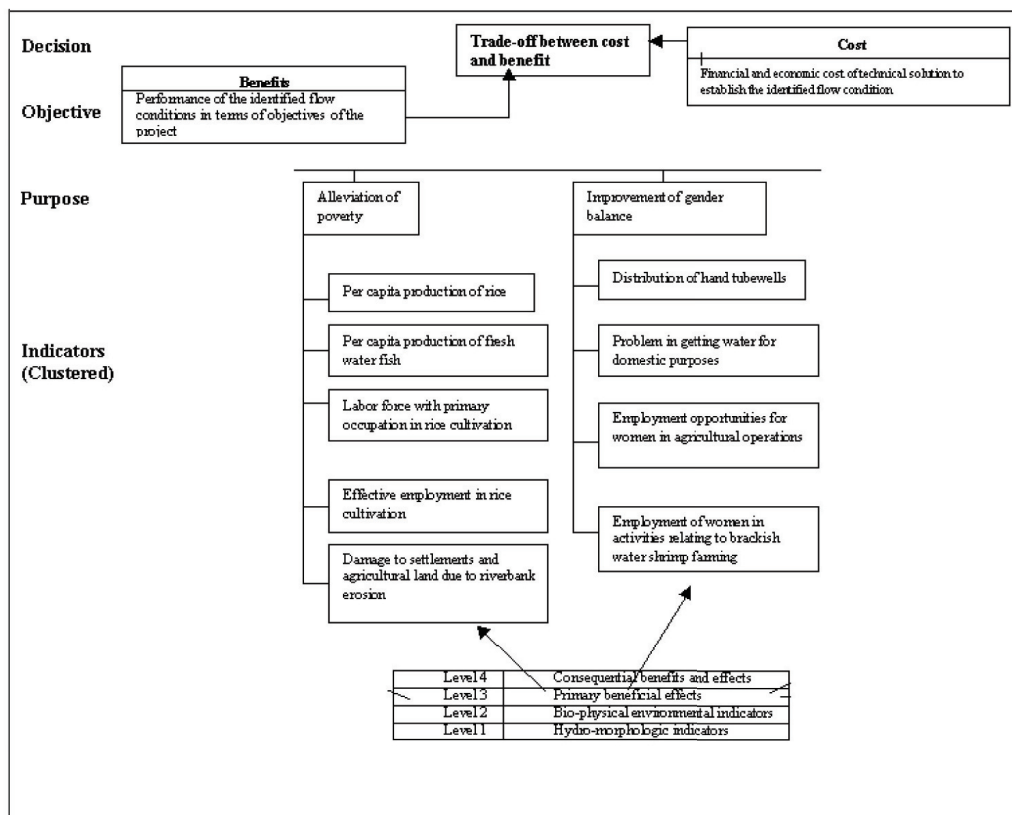 Decision
Trade-off between cost
and benefit
Cost
Financial and economic cost of technical solution to
establish the identified flow condition
Objective
Benefits
Performance of the identified flow
conditions in terms of objectives of the
project
Purpose
Alleviation of
poverty
Improvement of gender
balance
Indicators
(Clustered)
Per capita production of rice
Per capita production of fresh
water fish
Labor force with primary
occupation in rice cultivation
Effective employment in rice
cultivation
Damage to settlements and
agricultural land due to riverbank
erosion
Distribution of hand tubewells
Problem in getting water for
domestic purposes
Employment opportunities for
women in agricultural operations
Employment of women in
activities relating to brackish
water shrimp farming
Level 4 Consequential benefits and effects
Level 3 Primary beneficial effects
Level 2 Bio-physical environmental indicators
Level 1 Hydro-morphologic indicators